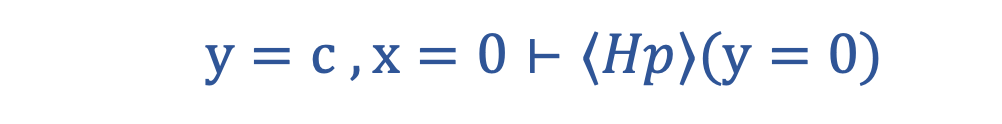 y = c , x = 0 ⊢ ⟨Hp⟩(y = 0)